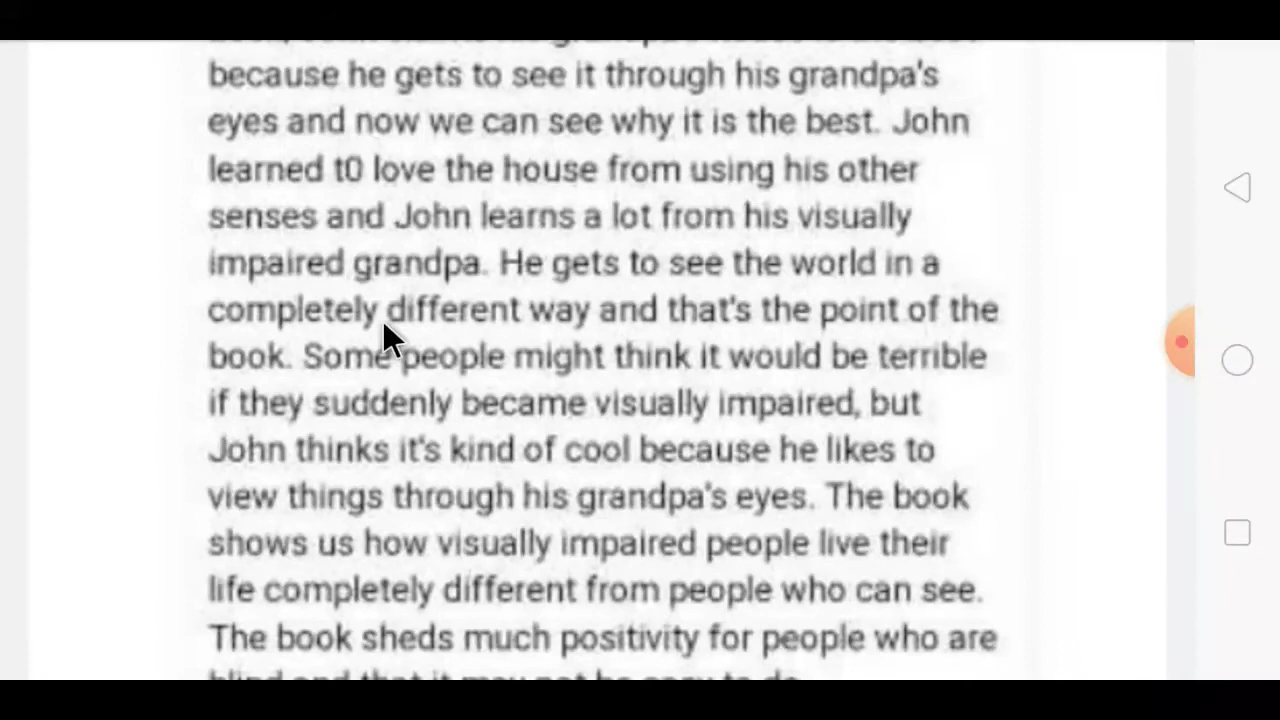 because he gets to see it through his grandpa's
eyes and now we can see why it is the best. John
learned t0 love the house from using his other
senses and John learns a lot from his visually
impaired grandpa. He gets to see the world in a
completely different way and that's the point of the
book. Some people might think it would be terrible
if they suddenly became visually impaired, but
John thinks it's kind of cool because he likes to
view things through his grandpa's eyes. The book
shows us how visually impaired people live their
life completely different from people who can see.
The book sheds much positivity for people who are